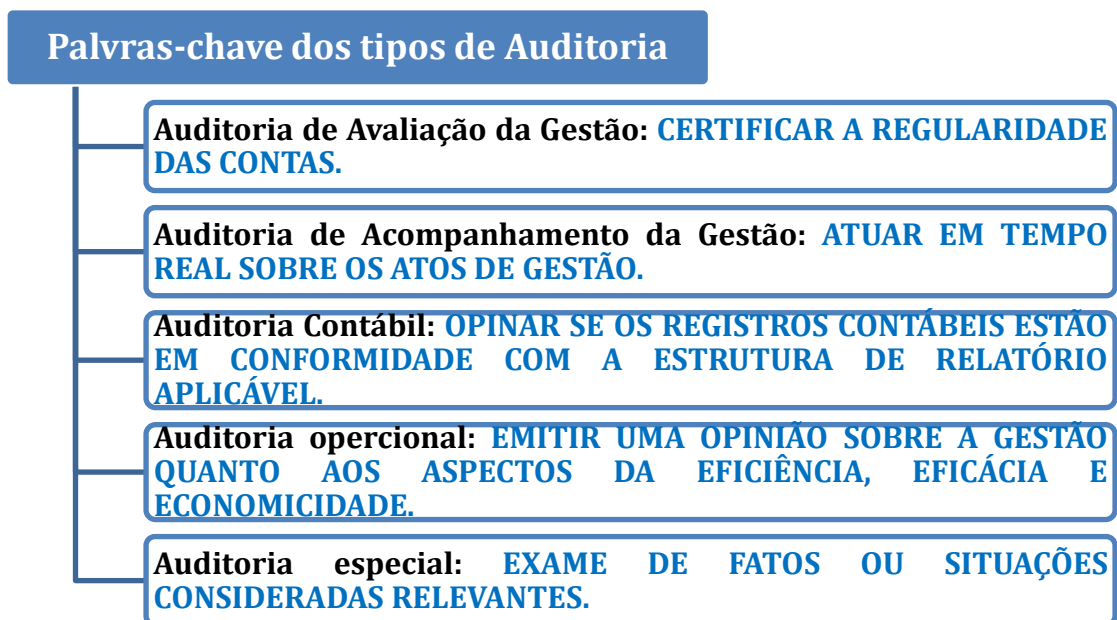 Palvras-chave dos tipos de Auditoria
Auditoria de Avaliação da Gestão: CERTIFICAR A REGULARIDADE
DAS CONTAS.
Auditoria de Acompanhamento da Gestão: ATUAR EM TEMPO
REAL SOBRE OS ATOS DE GESTÃO.
Auditoria Contábil: OPINAR SE OS REGISTROS CONTÁBEIS ESTÃO
EM CONFORMIDADE COM A ESTRUTURA DE RELATÓRIO
APLICÁVEL.
Auditoria opercional: EMITIR UMA OPINIÃO SOBRE A GESTÃO
QUANTO AOS ASPECTOS DA EFICIÊNCIA, EFICÁCIA E
ECONOMICIDADE.
Auditoria especial: EXAME DE FATOS OU SITUAÇÕES
CONSIDERADAS RELEVANTES.